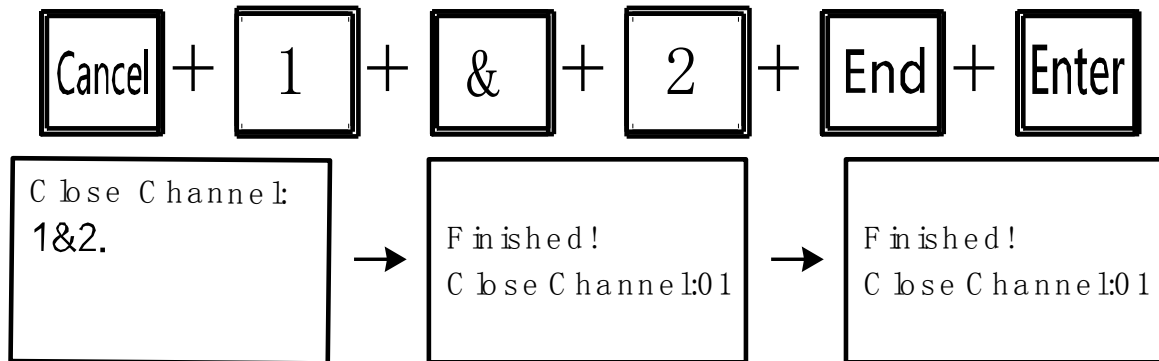 Cancel + 1 + & + 2 + End + Enter
Close Channel:
1&2.
Finished!
Close Channel:01
Finished!
Close Channel:01